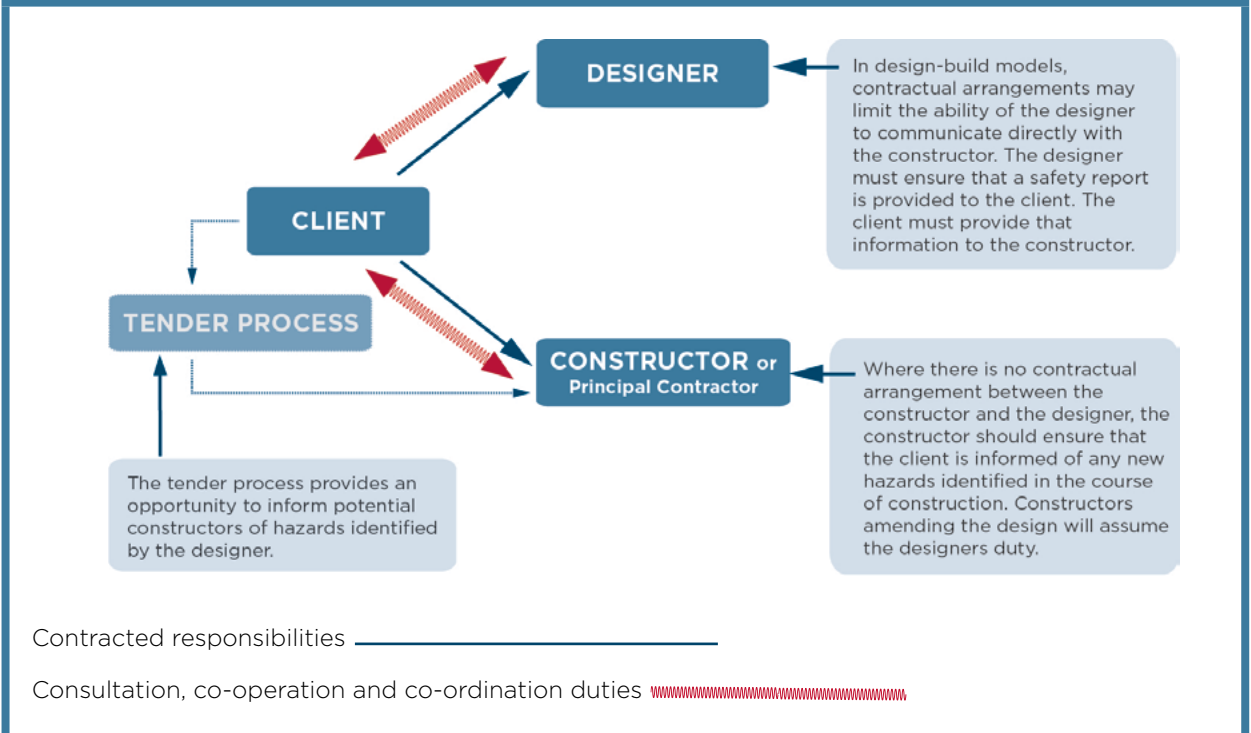 DESIGNER
In design-build models,
contractual arrangements may
limit the ability of the designer
to communicate directly with
the constructor. The designer
must ensure that a safety report
is provided to the client. The
client must provide that
information to the constructor.
CLIENT
TENDER PROCESS
CONSTRUCTOR or
Principal Contractor
Where there is no contractual
arrangement between the
constructor and the designer, the
constructor should ensure that
the client is informed of any new
hazards identified in the course
of construction. Constructors
amending the design will assume
the designers duty.
The tender process provides an
opportunity to inform potential
constructors of hazards identified
by the designer.
Contracted responsibilities
Consultation, co-operation and co-ordination duties